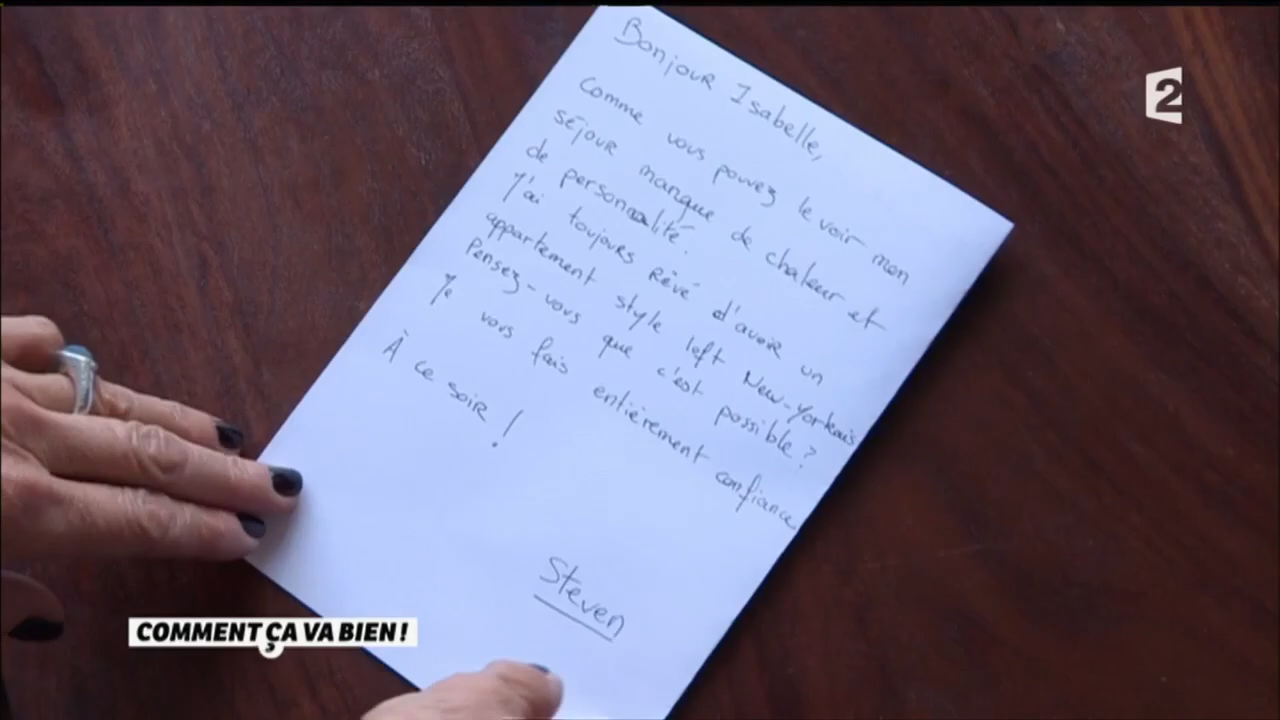 Bonjour Isabelle,
Comme vous pouvez le voir mon
séjour manque de chaleur et
de personnalité.
J'ai toujours rêvé d'avoir un
appartement style loft New-Yorkais
Pensez-vous que c'est possible ?
Je vous fais entièrement confiance
À ce soir !
Steven
2
COMMENT ÇA VA BIEN !